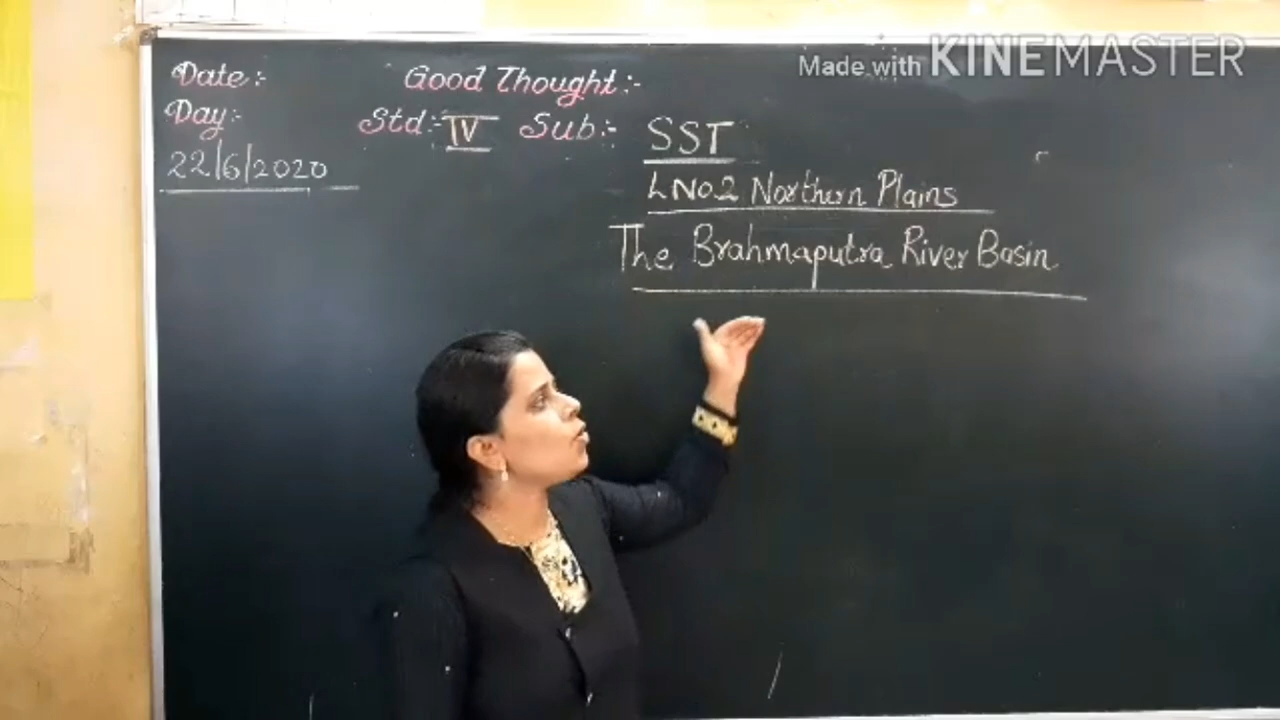 Made with KINEMASTER
Date:- Good Thought:-
Day:- Std:- IV Sub:- SST
22/6/2020
L No.2 Northern Plains
The Brahmaputra River Basin